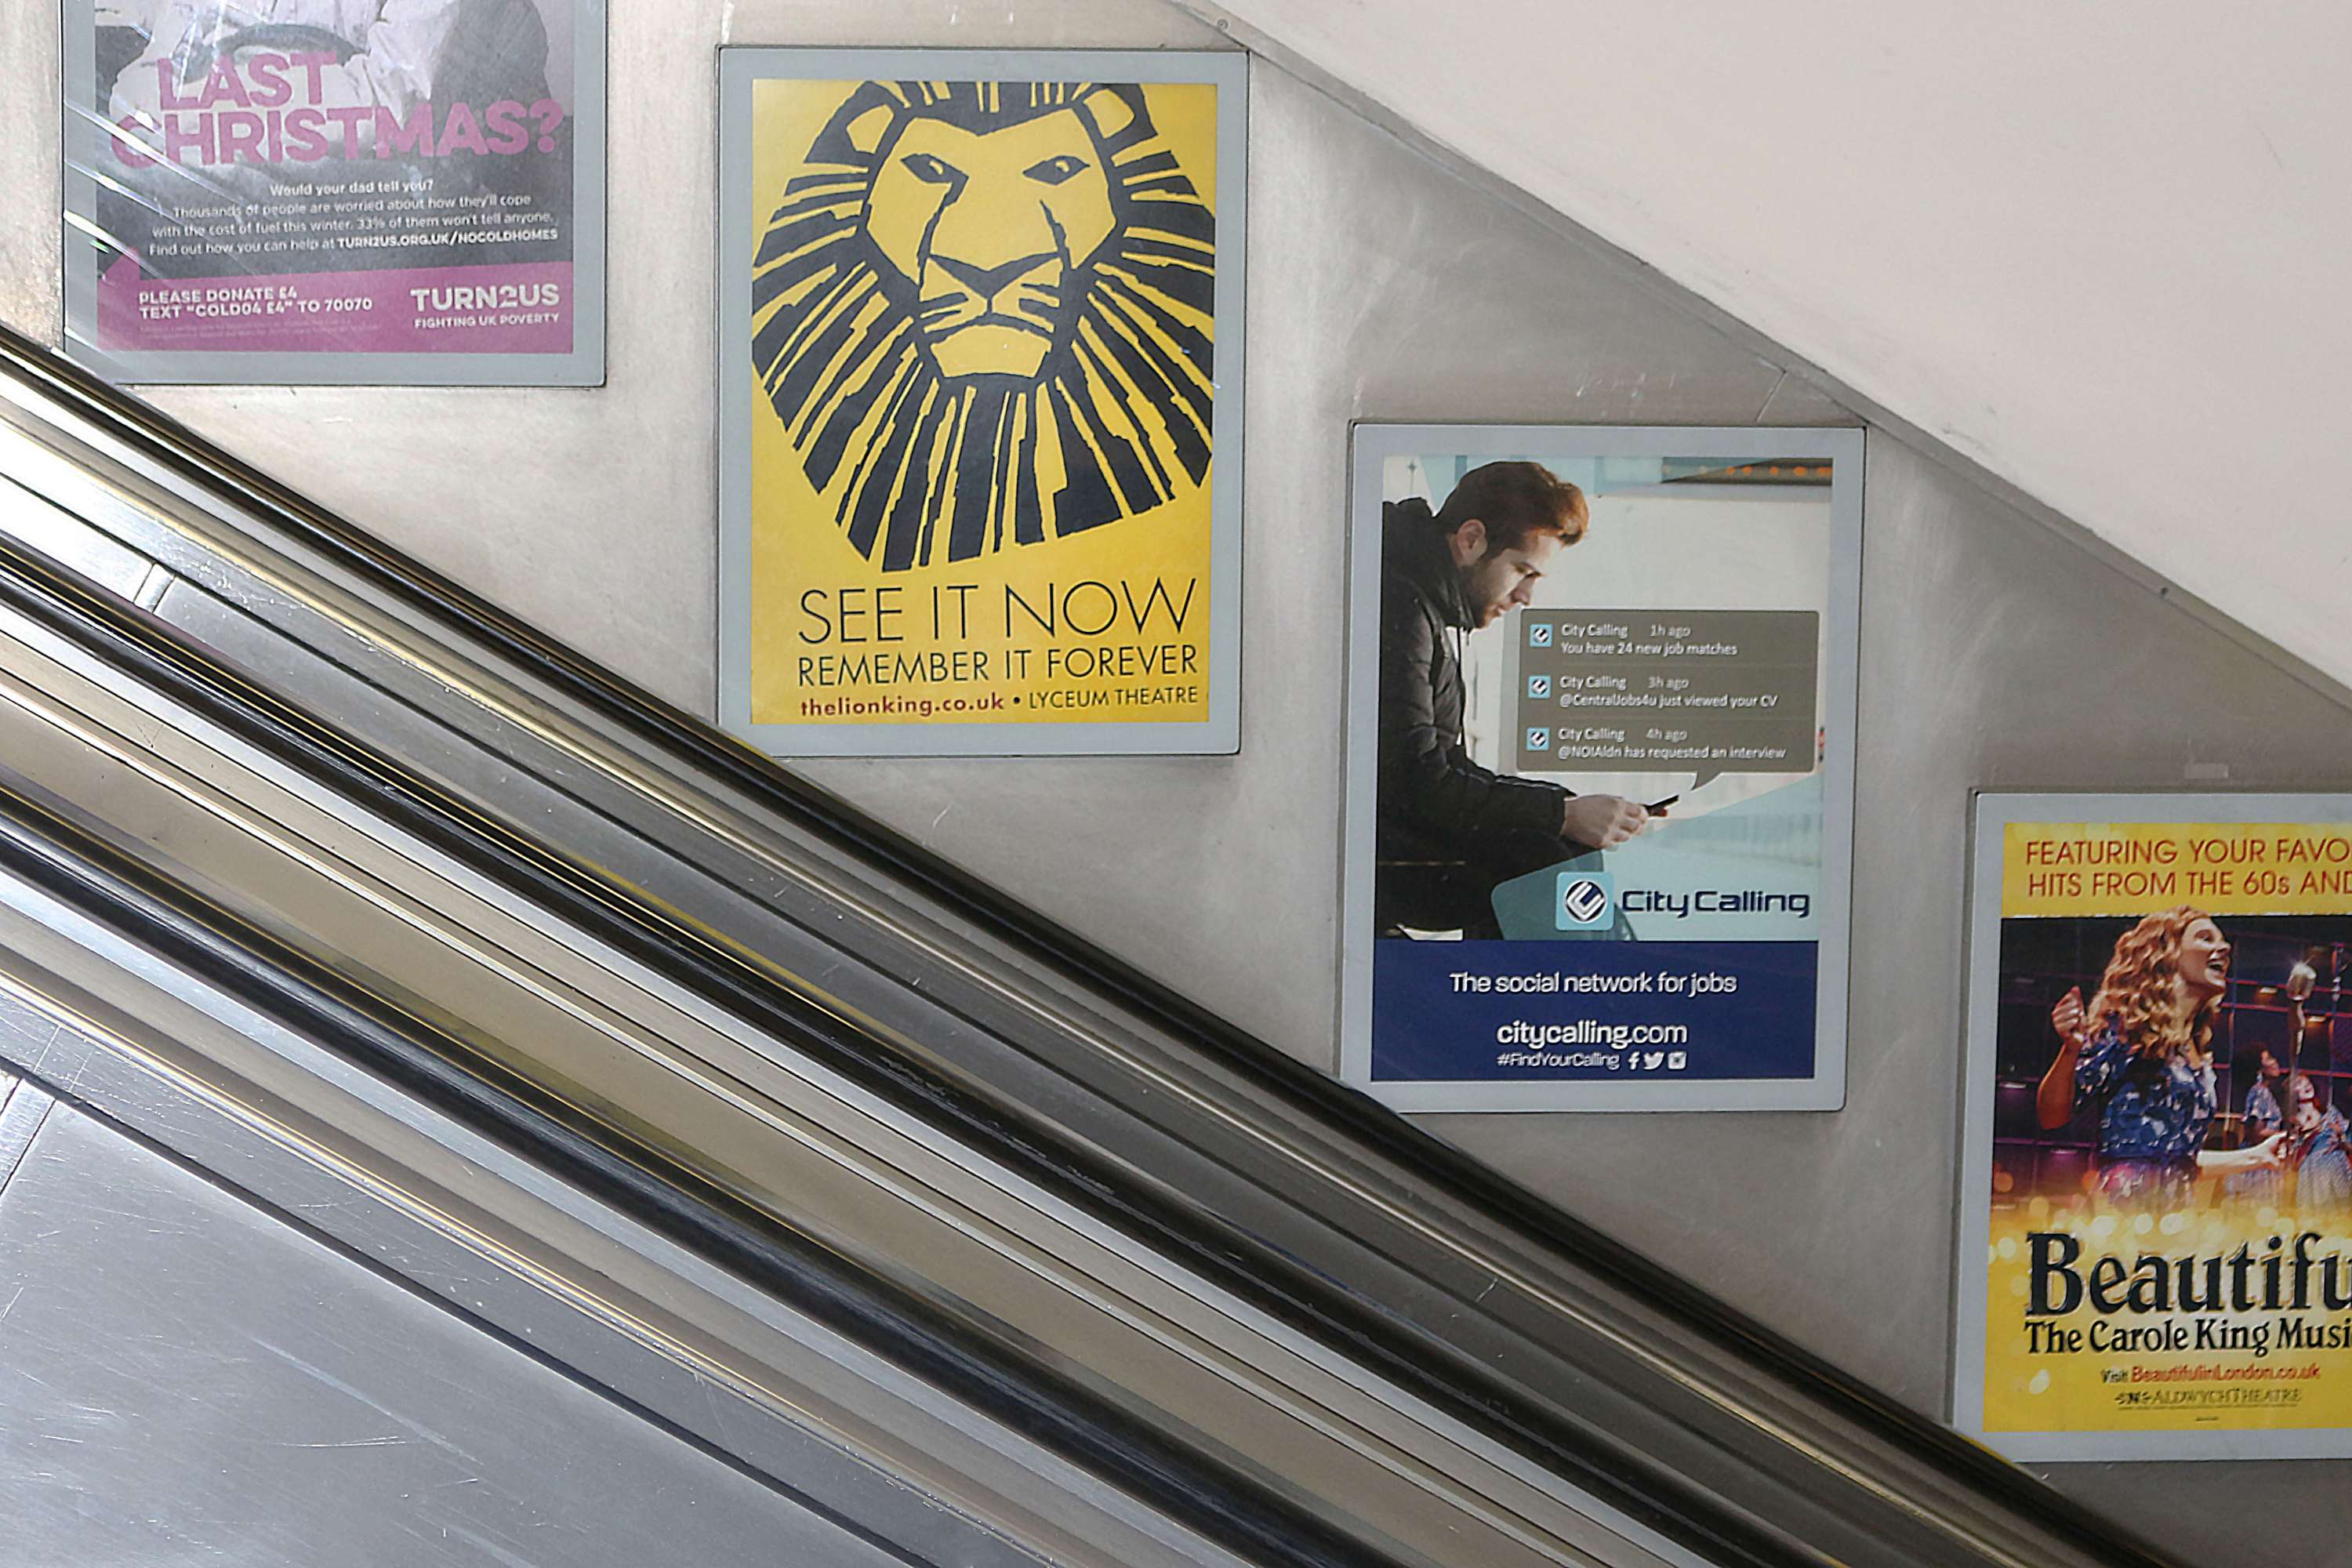 LAST
CHRISTMAS?
Would your dad tell you?
Thousands of people are worried about how they'll cope
with the cost of fuel this winter. 33% of them won't tell anyone.
Find out how you can help at TURN2US.ORG.UK/NOCOLDHOMES
PLEASE DONATE £4
TEXT "COLD04 £4" TO 70070
TURN2US
FIGHTING UK POVERTY
SEE IT NOW
REMEMBER IT FOREVER
thelionking.co.uk • LYCEUM THEATRE
City Calling 1h ago
You have 24 new job matches
City Calling 3h ago
@CentralJobs4u just viewed your CV
City Calling 4h ago
@NOIAldn has requested an interview
City Calling
The social network for jobs
citycalling.com
#FindYourCalling
FEATURING YOUR FAVO
HITS FROM THE 60s AND
Beautifu
The Carole King Musi
Visit BeautifulinLondon.co.uk
ALDWYCH THEATRE